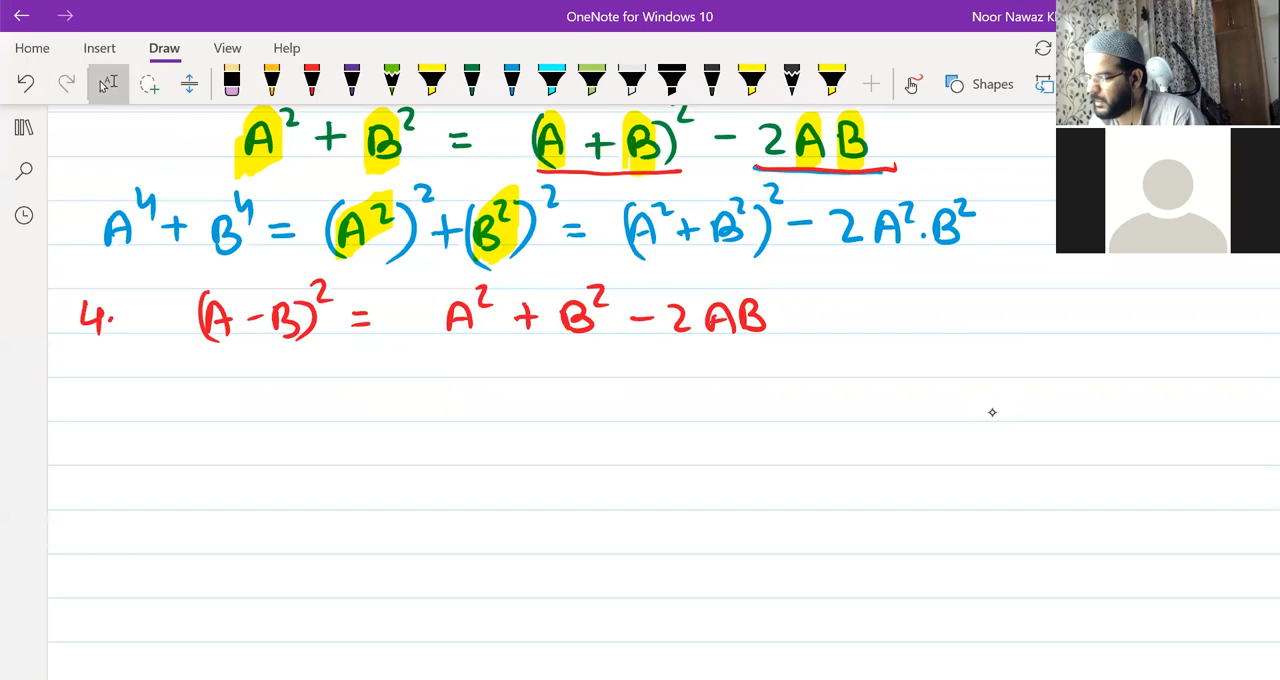 OneNote for Windows 10
Noor Nawaz K
Home Insert Draw View Help
Shapes
A² + B² = (A + B)² - 2AB
A⁴ + B⁴ = (A²)² + (B²)² = (A² + B²)² - 2A².B²
4. (A - B)² = A² + B² - 2AB